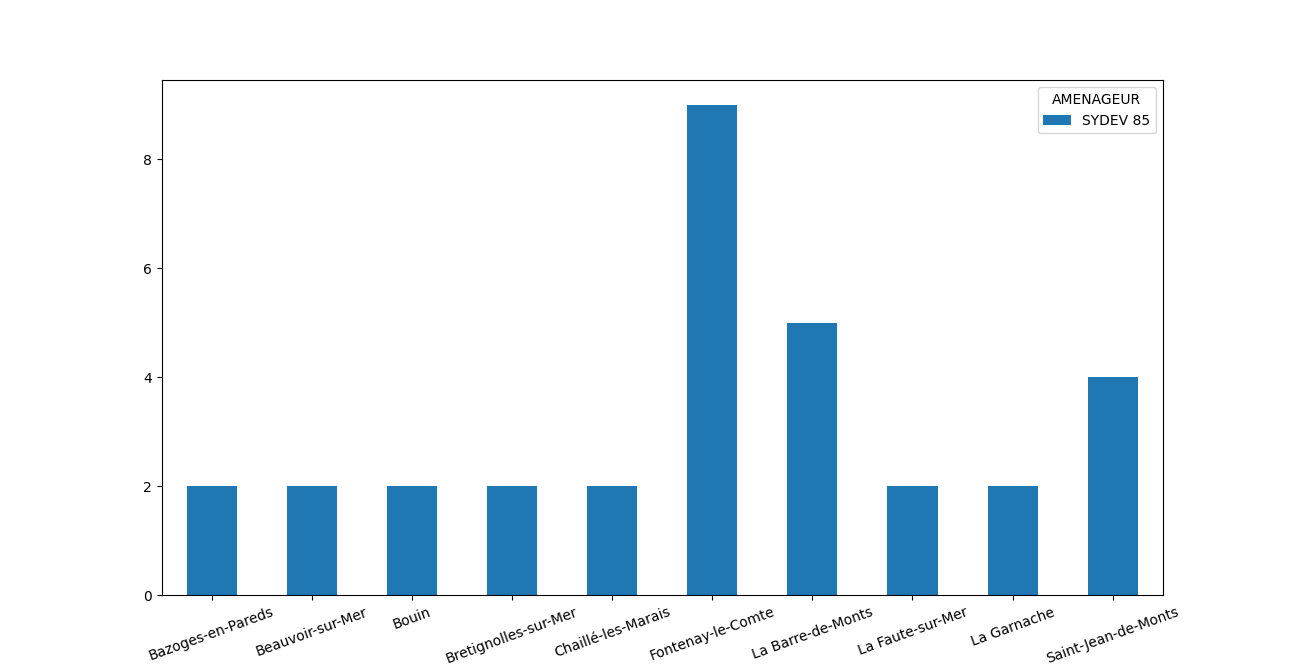 AMENAGEUR
SYDEV 85
8
6
4
2
0
Bazoges-en-Pareds
Beauvoir-sur-Mer
Bouin
Bretignolles-sur-Mer
Chaillé-les-Marais
Fontenay-le-Comte
La Barre-de-Monts
La Faute-sur-Mer
La Garnache
Saint-Jean-de-Monts